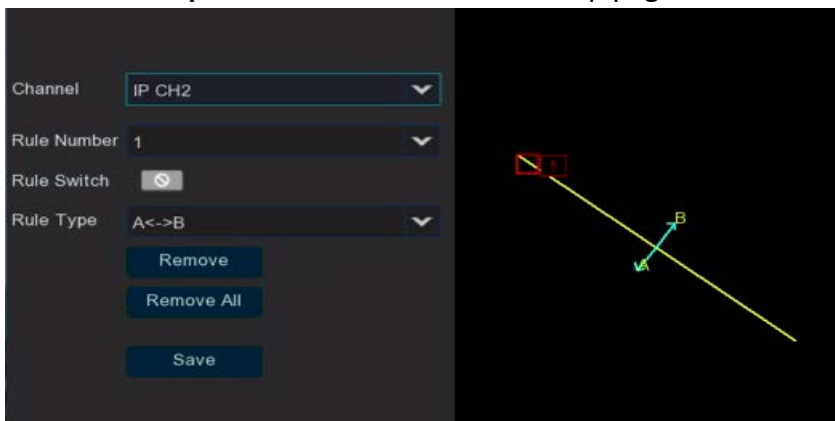 Channel IP CH2
Rule Number 1
Rule Switch
Rule Type A<->B
Remove
Remove All
Save
1
B
A